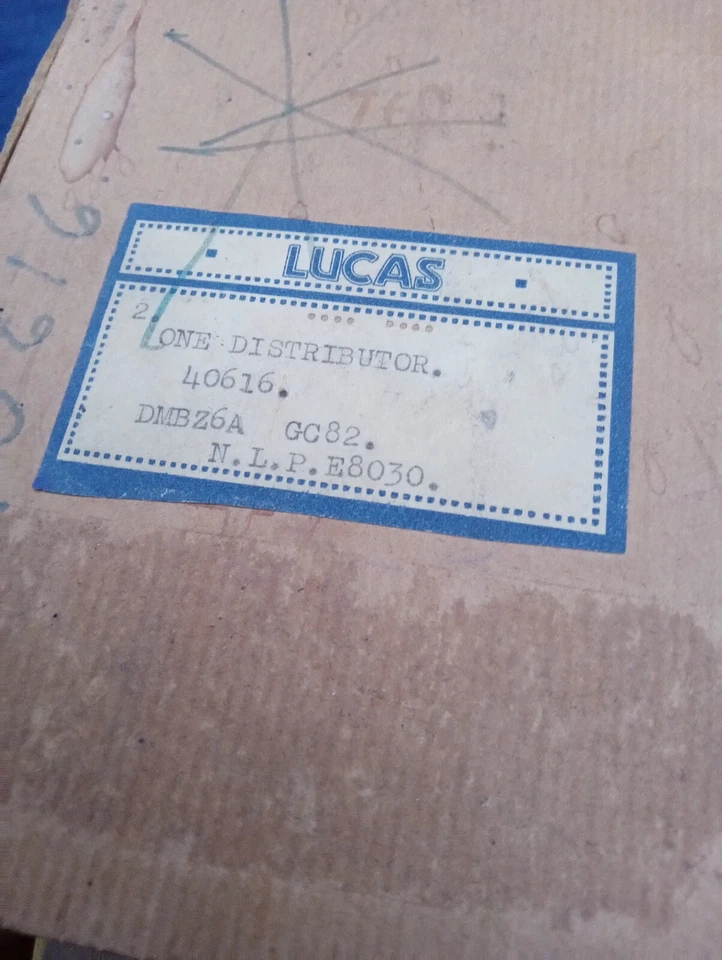 LUCAS
2.
ONE DISTRIBUTOR.
40616.
DMBZ6A GC82.
N.L.P.E8030.